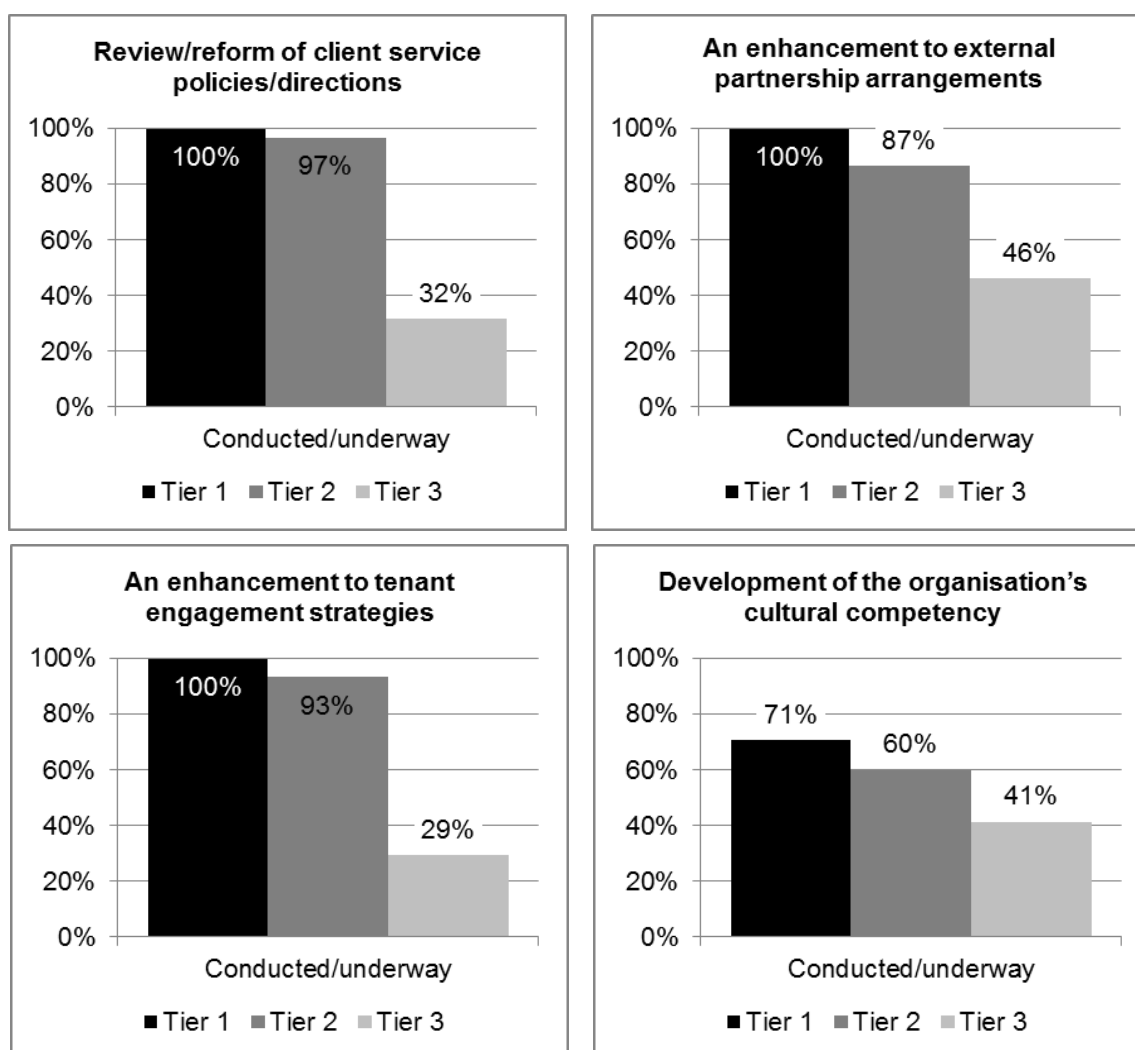 Review/reform of client service
policies/directions
100%
80%
60%
40%
20%
0%
100%
97%
32%
Conducted/underway
Tier 1 Tier 2 Tier 3
An enhancement to external
partnership arrangements
100%
80%
60%
40%
20%
0%
100%
87%
46%
Conducted/underway
Tier 1 Tier 2 Tier 3
An enhancement to tenant
engagement strategies
100%
80%
60%
40%
20%
0%
100%
93%
29%
Conducted/underway
Tier 1 Tier 2 Tier 3
Development of the organisation’s
cultural competency
100%
80%
60%
40%
20%
0%
71%
60%
41%
Conducted/underway
Tier 1 Tier 2 Tier 3